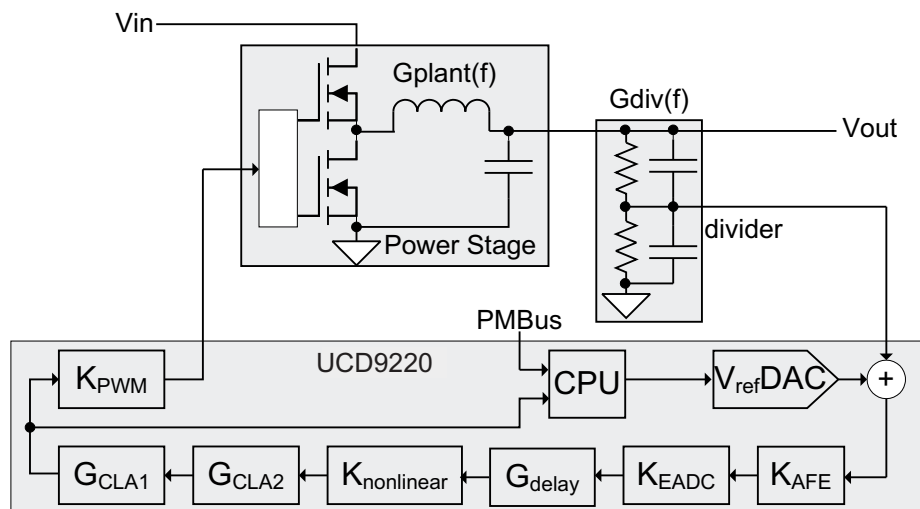 Vin
Gplant(f)
Power Stage
Gdiv(f)
Vout
divider
PMBus
UCD9220
KPWM
CPU
VrefDAC
+
GCLA1
GCLA2
Knonlinear
Gdelay
KEADC
KAFE